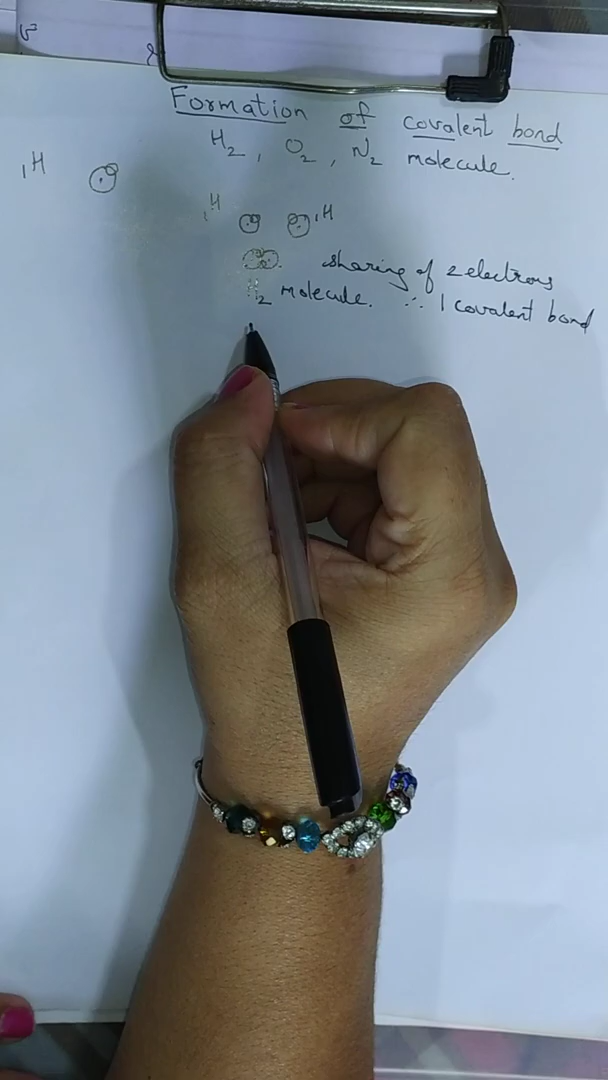 Formation of covalent bond
H₂, O₂, N₂ molecule.
₁H
₁H ₁H
sharing of 2 electrons
H₂ molecule. ∴ 1 covalent bond